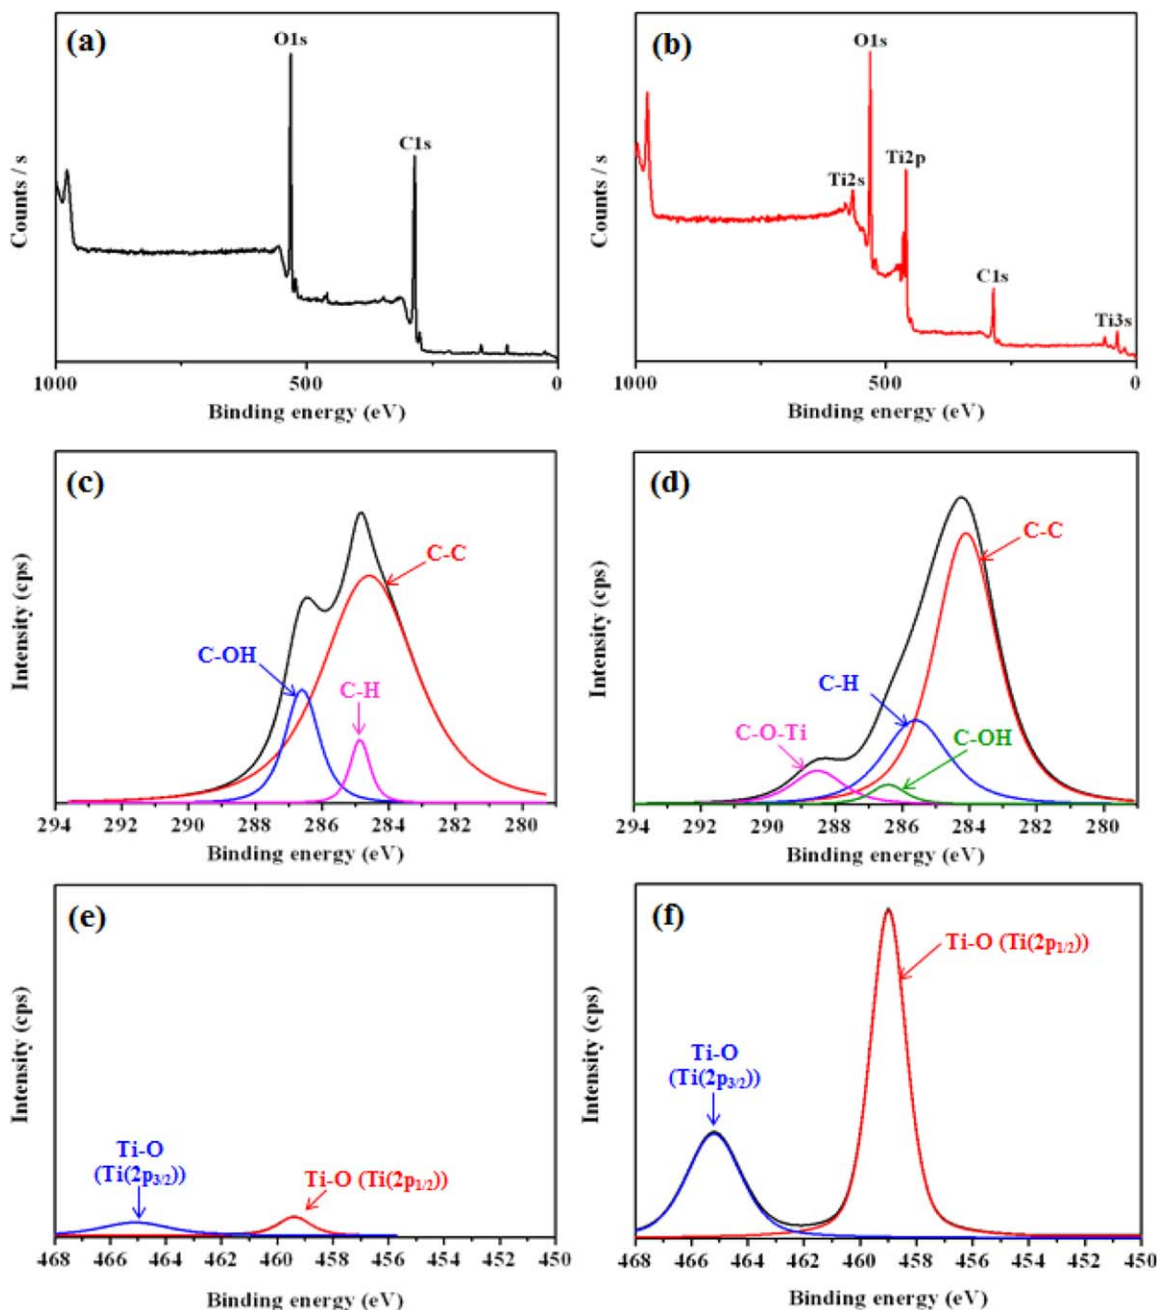 (a)
O1s
C1s
Counts / s
1000
500
0
Binding energy (eV)
(b)
O1s
Ti2p
Ti2s
C1s
Ti3s
Counts / s
1000
500
0
Binding energy (eV)
(c)
C-C
C-OH
C-H
Intensity (cps)
294 292 290 288 286 284 282 280
Binding energy (eV)
(d)
C-C
C-H
C-O-Ti
C-OH
Intensity (cps)
294 292 290 288 286 284 282 280
Binding energy (eV)
(e)
Ti-O
(Ti(2p3/2))
Ti-O (Ti(2p1/2))
Intensity (cps)
468 466 464 462 460 458 456 454 452 450
Binding energy (eV)
(f)
Ti-O (Ti(2p1/2))
Ti-O
(Ti(2p3/2))
Intensity (cps)
468 466 464 462 460 458 456 454 452 450
Binding energy (eV)